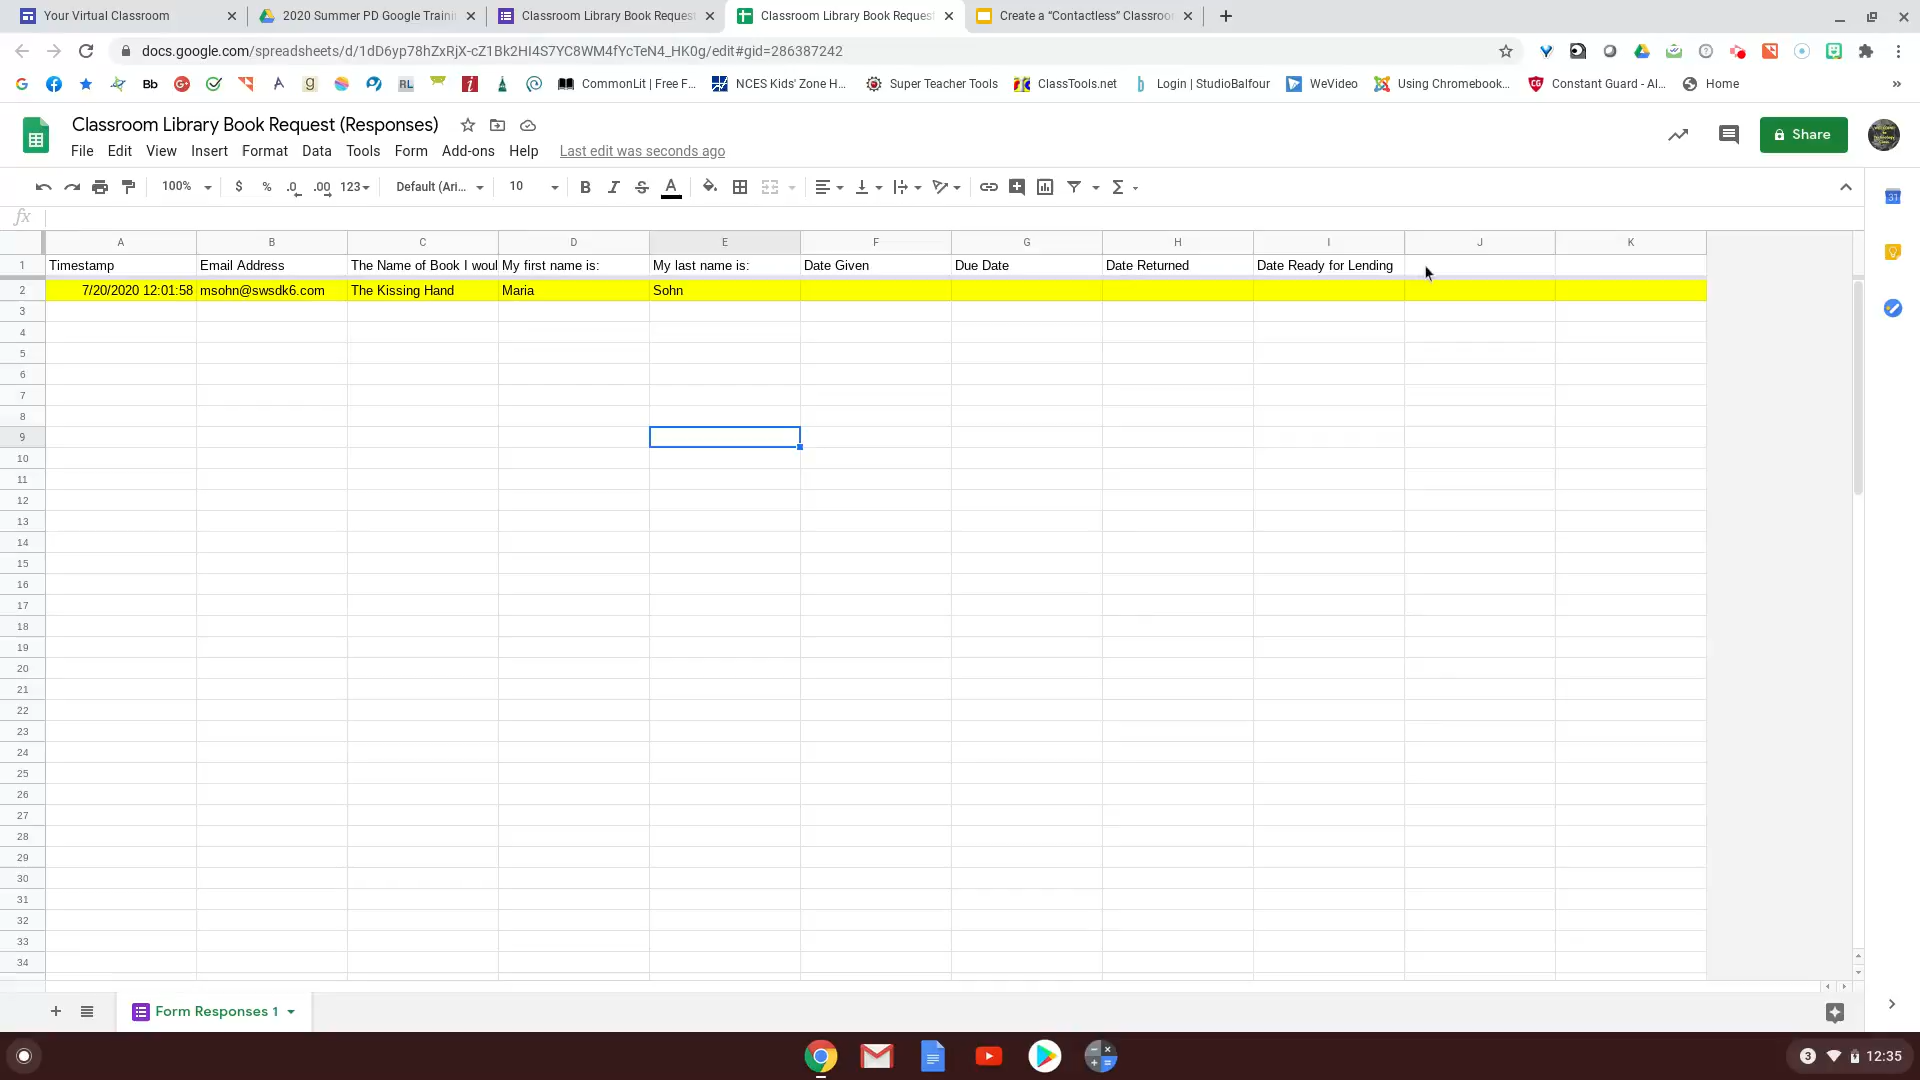 Your Virtual Classroom
2020 Summer PD Google Traini
Classroom Library Book Request
Classroom Library Book Request
Create a “Contactless” Classroo
docs.google.com/spreadsheets/d/1dD6yp78hZxRjX-cZ1Bk2HI4S7YC8WM4fYcTeN4_HK0g/edit#gid=286387242
Bb
RL
CommonLit | Free F...
NCES Kids' Zone H...
Super Teacher Tools
ClassTools.net
Login | StudioBalfour
WeVideo
Using Chromebook...
Constant Guard - Al...
Home
Classroom Library Book Request (Responses)
Share
File Edit View Insert Format Data Tools Form Add-ons Help Last edit was seconds ago
100% $ % .0 .00 123 Default (Ari... 10 B I S A
31
fx
A B C D E F G H I J K
1 Timestamp Email Address The Name of Book I woul My first name is: My last name is: Date Given Due Date Date Returned Date Ready for Lending
2 7/20/2020 12:01:58 msohn@swsdk6.com The Kissing Hand Maria Sohn
3
4
5
6
7
8
9
10
11
12
13
14
15
16
17
18
19
20
21
22
23
24
25
26
27
28
29
30
31
32
33
34
Form Responses 1
3 12:35